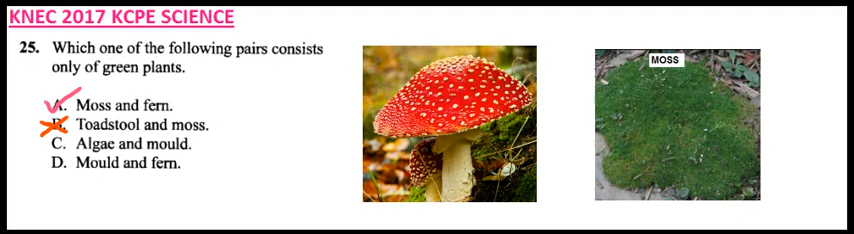 KNEC 2017 KCPE SCIENCE
25. Which one of the following pairs consists
only of green plants.
A. Moss and fern.
B. Toadstool and moss.
C. Algae and mould.
D. Mould and fern.
MOSS